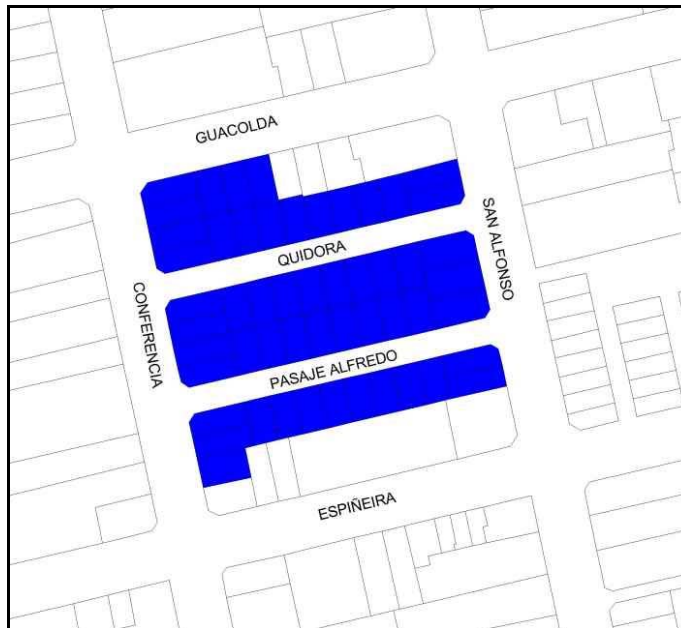 GUACOLDA
SAN ALFONSO
QUIDORA
CONFERENCIA
PASAJE ALFREDO
ESPIÑEIRA